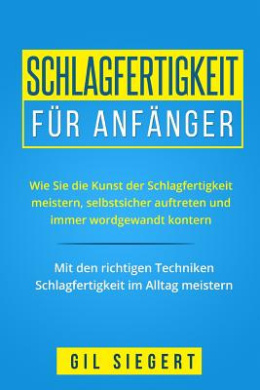 SCHLAGFERTIGKEIT
FÜR ANFÄNGER
Wie Sie die Kunst der Schlagfertigkeit
meistern, selbstsicher auftreten und
immer wordgewandt kontern
Mit den richtigen Techniken
Schlagfertigkeit im Alltag meistern
GIL SIEGERT